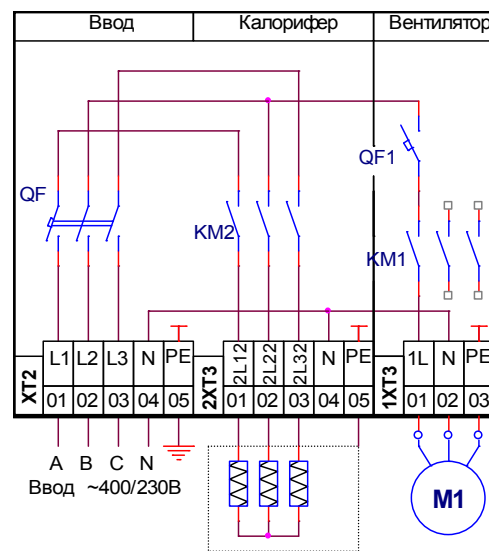 Ввод Калорифер Вентилятор
QF1
QF
KM2 KM1
XT2 L1 L2 L3 N PE 2XT3 2L12 2L22 2L32 N PE 1XT3 1L N PE
01 02 03 04 05 01 02 03 04 05 01 02 03
A B C N
Ввод ~400/230В
M1